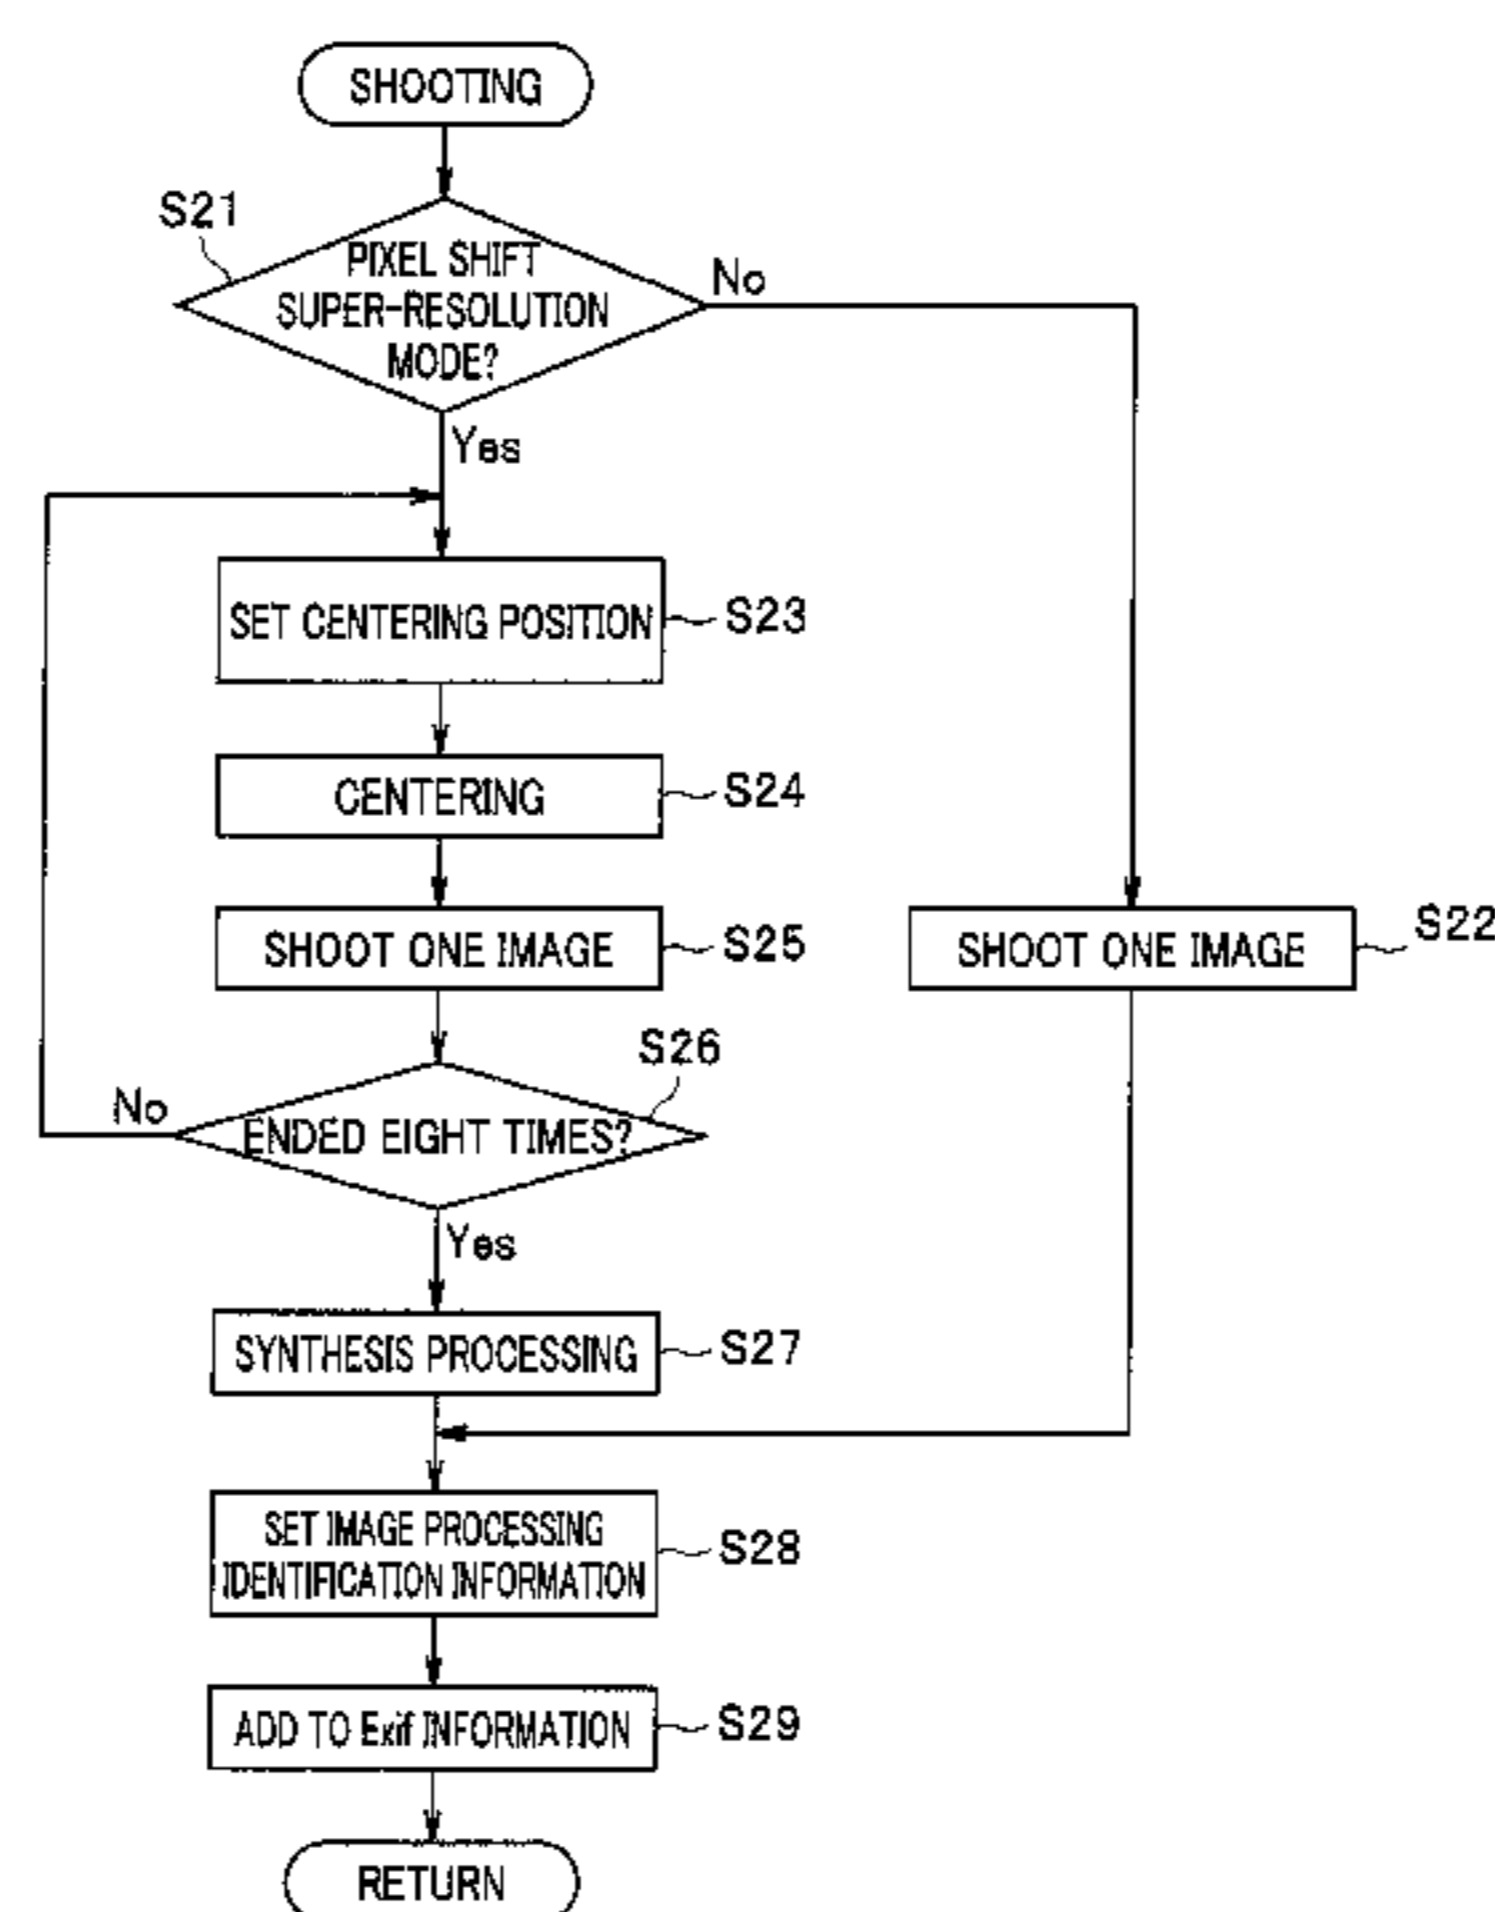 SHOOTING
S21
PIXEL SHIFT
SUPER-RESOLUTION
MODE?
No
Yes
SET CENTERING POSITION
S23
CENTERING
S24
SHOOT ONE IMAGE
S25
SHOOT ONE IMAGE
S22
S26
No
ENDED EIGHT TIMES?
Yes
SYNTHESIS PROCESSING
S27
SET IMAGE PROCESSING
IDENTIFICATION INFORMATION
S28
ADD TO Exif INFORMATION
S29
RETURN